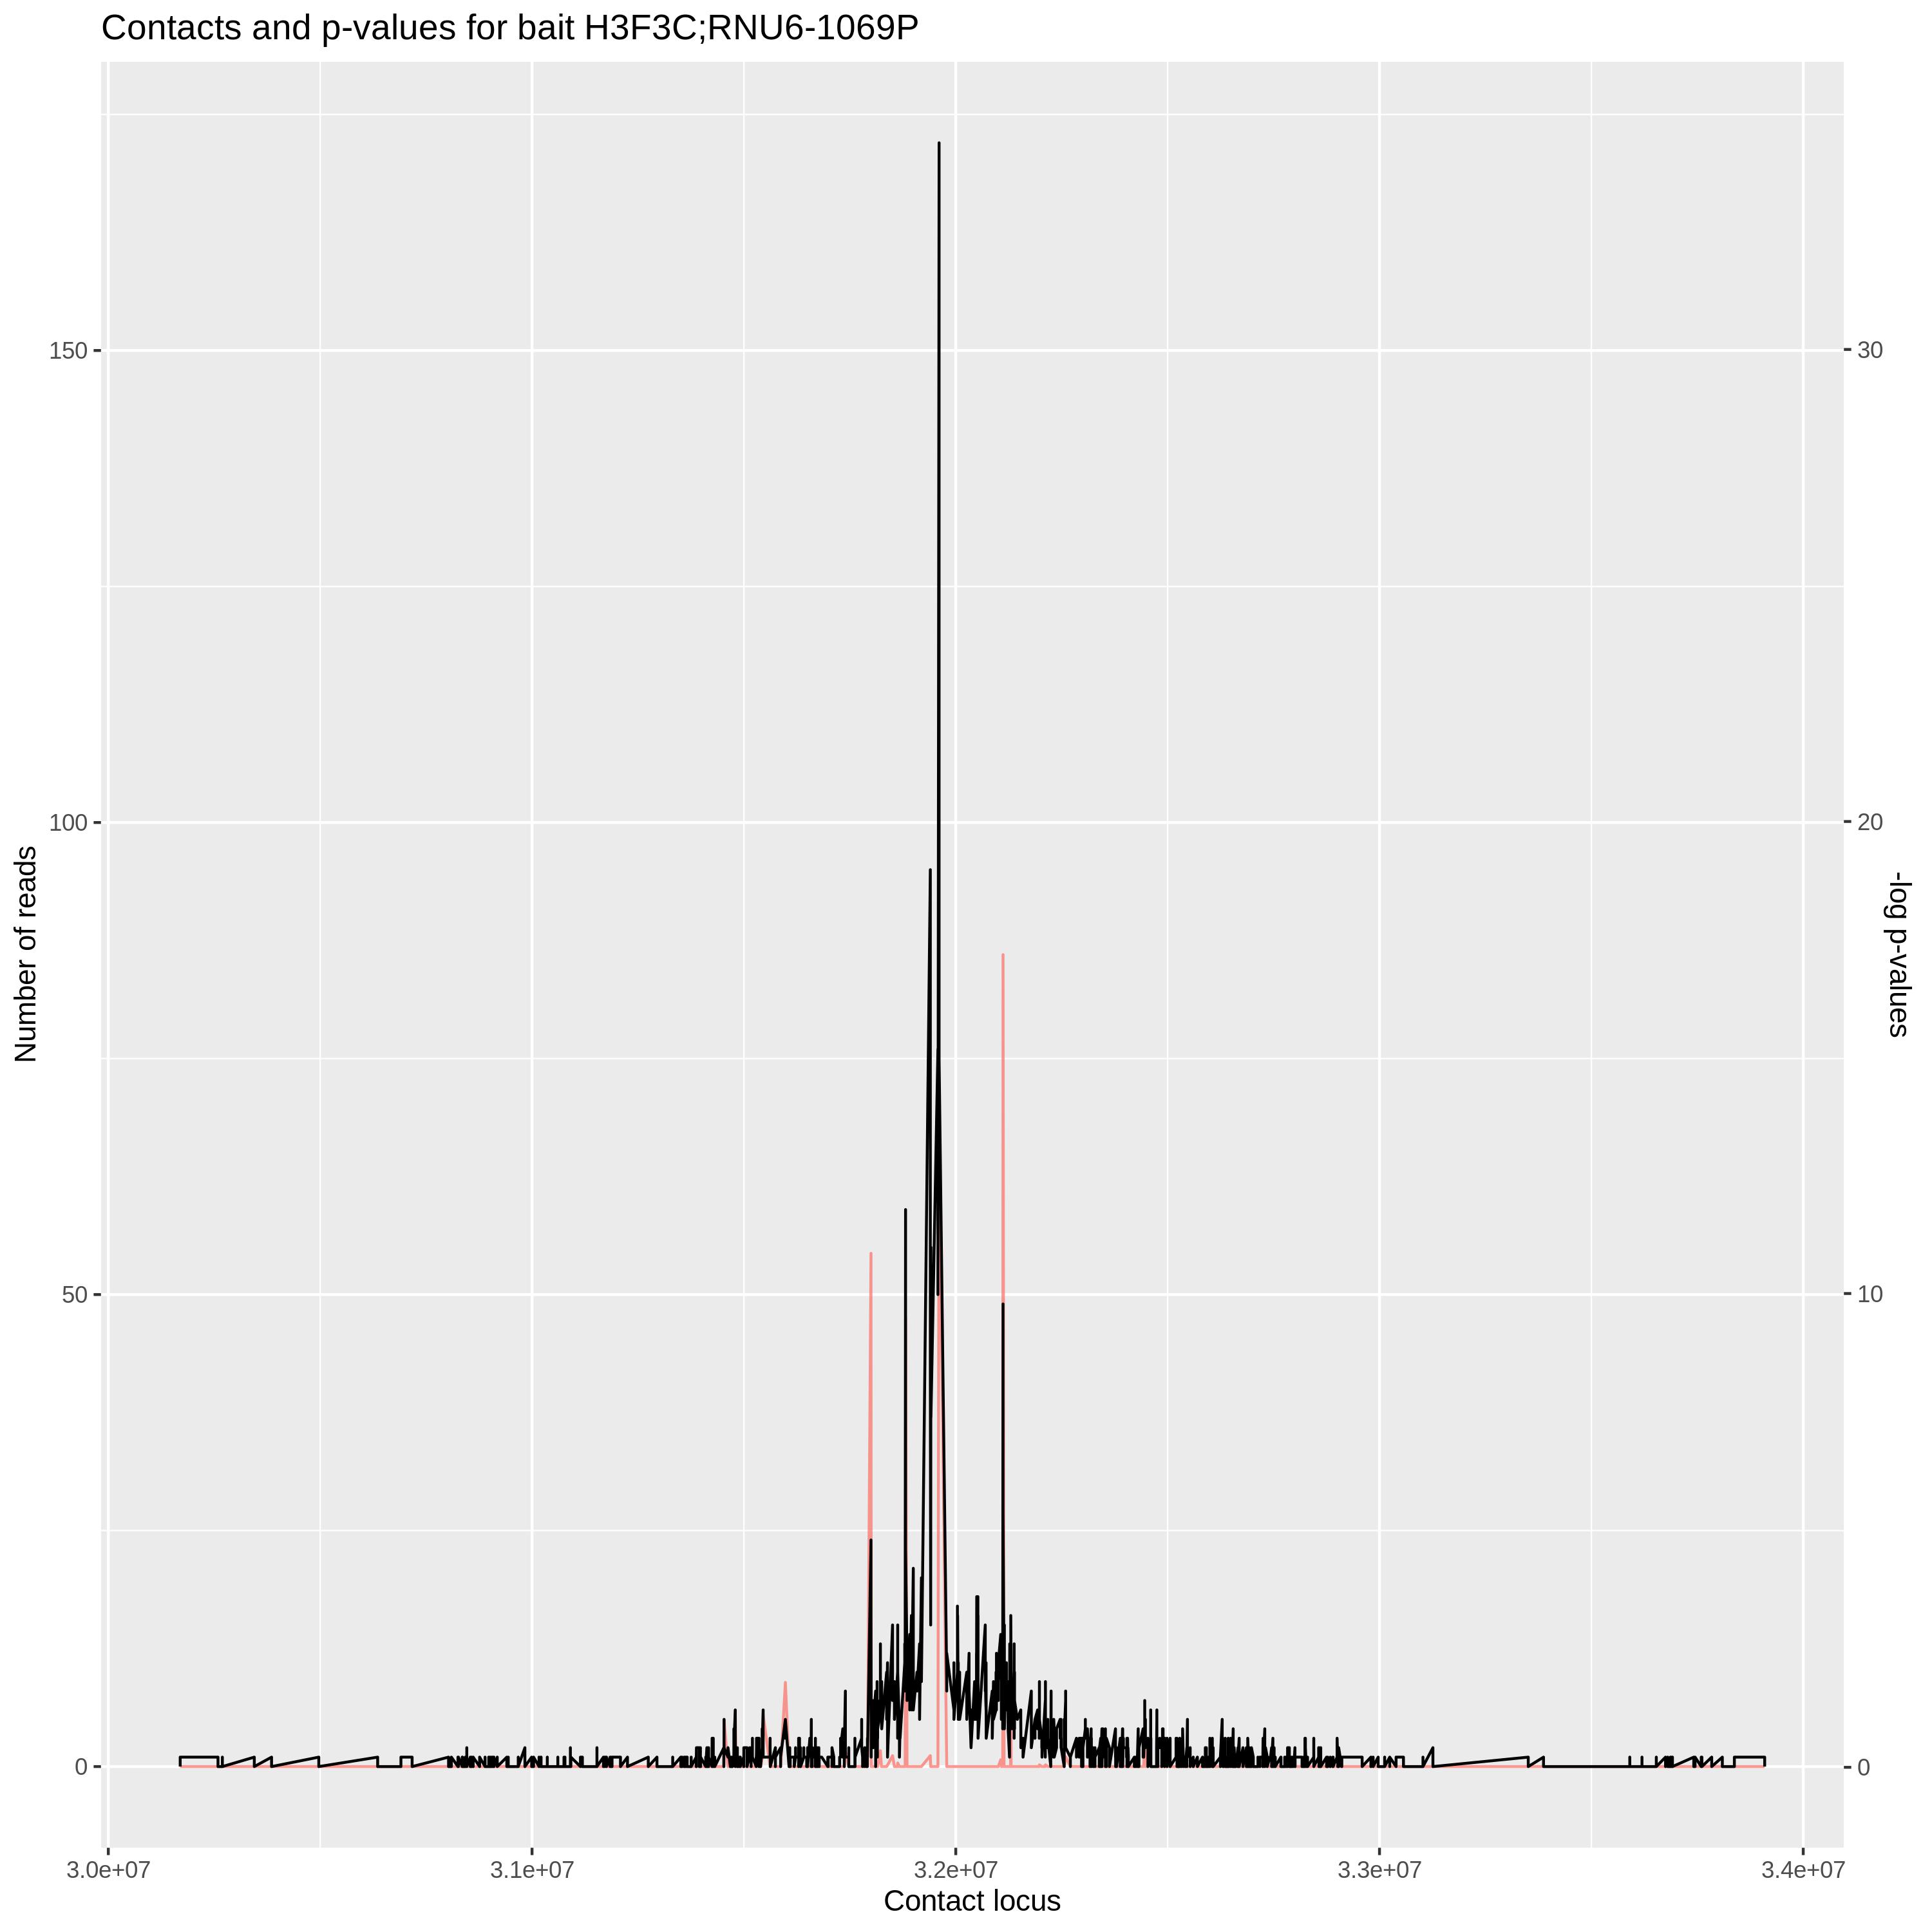 Contacts and p-values for bait H3F3C;RNU6-1069P
150
100
50
0
Number of reads
30
20
10
0
-log p-values
3.0e+07 3.1e+07 3.2e+07 3.3e+07 3.4e+07
Contact locus